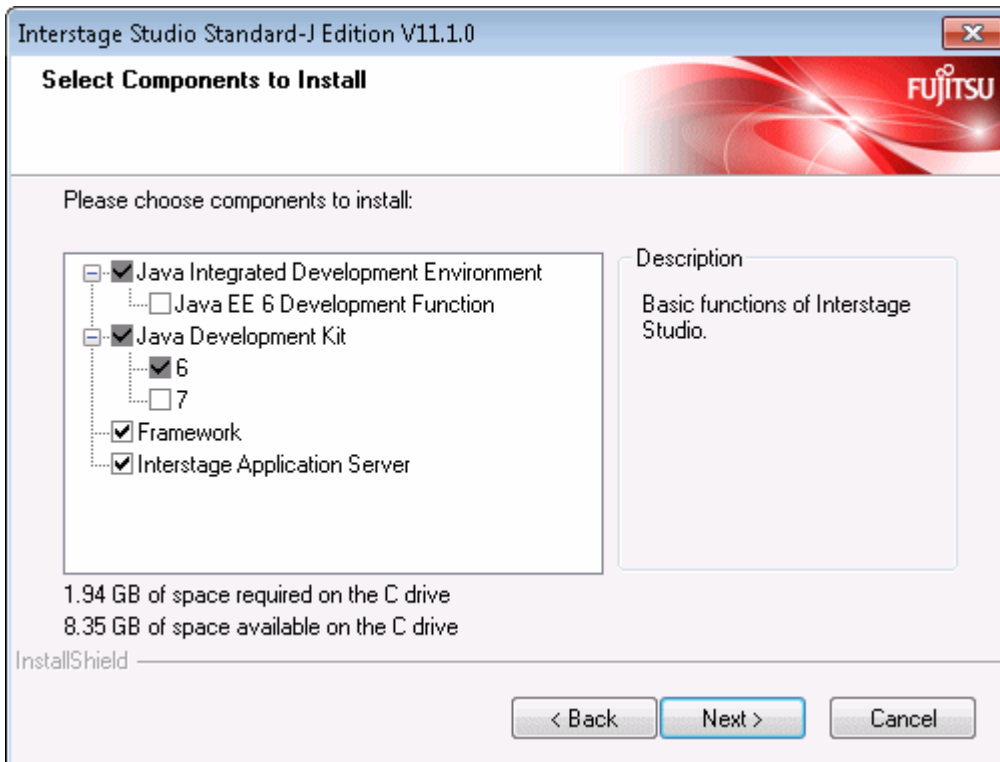 Interstage Studio Standard-J Edition V11.1.0
Select Components to Install
FUJITSU
Please choose components to install:
Java Integrated Development Environment
Java EE 6 Development Function
Java Development Kit
6
7
Framework
Interstage Application Server
Description
Basic functions of Interstage
Studio.
1.94 GB of space required on the C drive
8.35 GB of space available on the C drive
InstallShield
< Back
Next >
Cancel